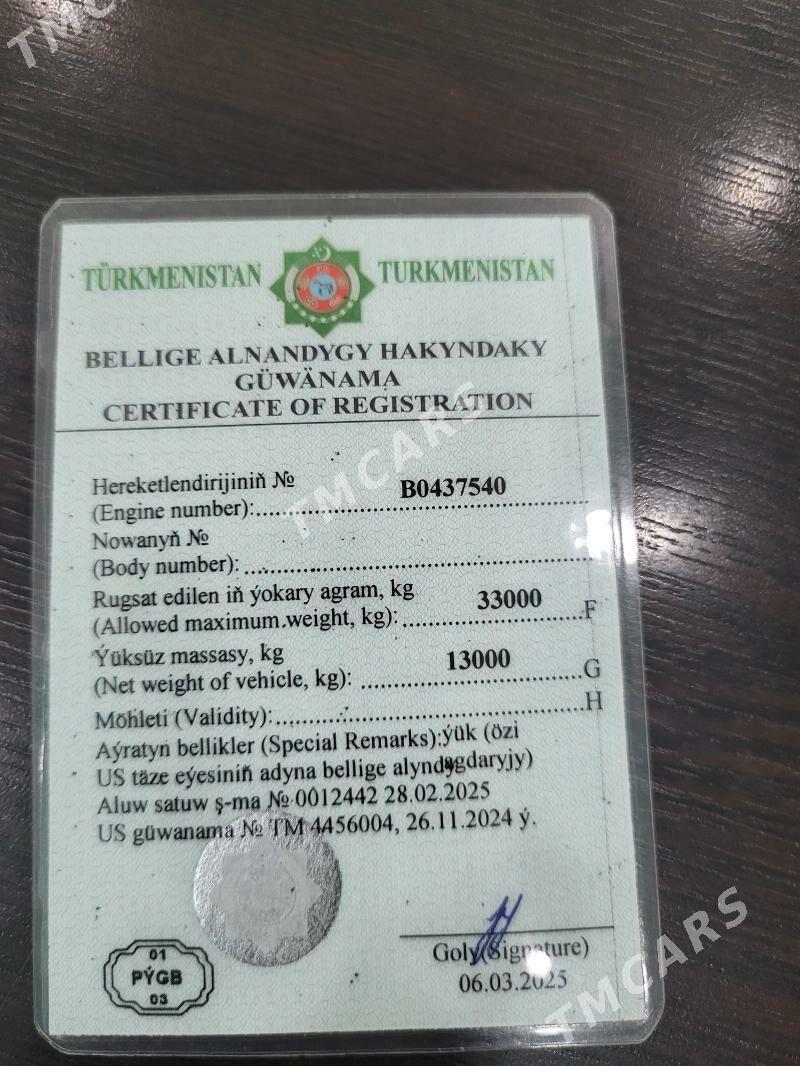 TMCARS
TÜRKMENISTAN TURKMENISTAN
BELLIGE ALNANDYGY HAKYNDAKY
GÜWÄNAMA
CERTIFICATE OF REGISTRATION
Hereketlendirijiniň № B0437540
(Engine number):
Nowanyň №
(Body number):
Rugsat edilen iň ýokary agram, kg 33000
(Allowed maximum.weight, kg): F
Ýüksüz massasy, kg 13000
(Net weight of vehicle, kg): G
Möhleti (Validity): H
Aýratyn bellikler (Special Remarks):ýük (özi
US täze eýesiniň adyna bellige alyndy agdaryjy)
Aluw satuw ş-ma № 0012442 28.02.2025
US güwanama № TM 4456004, 26.11.2024 ý.
Goly (Signature)
06.03.2025
01
PÝGB
03
TMCARS
TMCARS
TMCARS